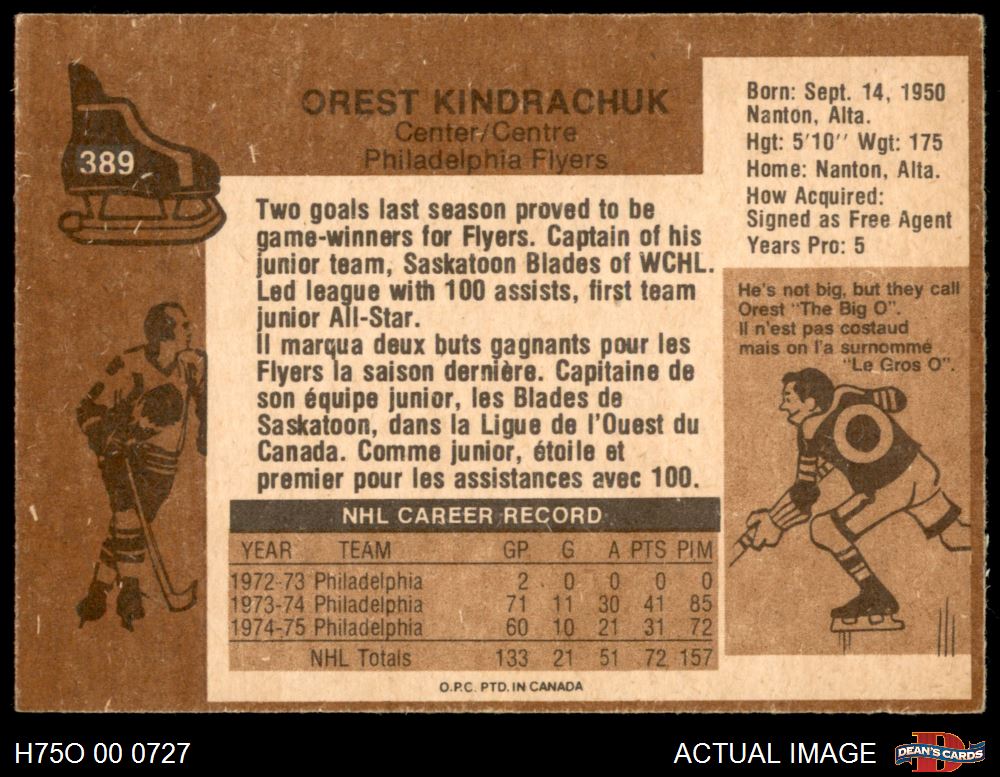 389
OREST KINDRACHUK
Center/Centre
Philadelphia Flyers
Born: Sept. 14, 1950
Nanton, Alta.
Hgt: 5'10'' Wgt: 175
Home: Nanton, Alta.
How Acquired:
Signed as Free Agent
Years Pro: 5
Two goals last season proved to be
game-winners for Flyers. Captain of his
junior team, Saskatoon Blades of WCHL.
Led league with 100 assists, first team
junior All-Star.
Il marqua deux buts gagnants pour les
Flyers la saison dernière. Capitaine de
son équipe junior, les Blades de
Saskatoon, dans la Ligue de l'Ouest du
Canada. Comme junior, étoile et
premier pour les assistances avec 100.
He's not big, but they call
Orest "The Big O".
Il n'est pas costaud
mais on l'a surnommé
"Le Gros O".
O
NHL CAREER RECORD
YEAR TEAM GP G A PTS PIM
1972-73 Philadelphia 2 0 0 0 0
1973-74 Philadelphia 71 11 30 41 85
1974-75 Philadelphia 60 10 21 31 72
NHL Totals 133 21 51 72 157
O.P.C. PTD. IN CANADA
H75O 00 0727
ACTUAL IMAGE
D
DEAN'S CARDS